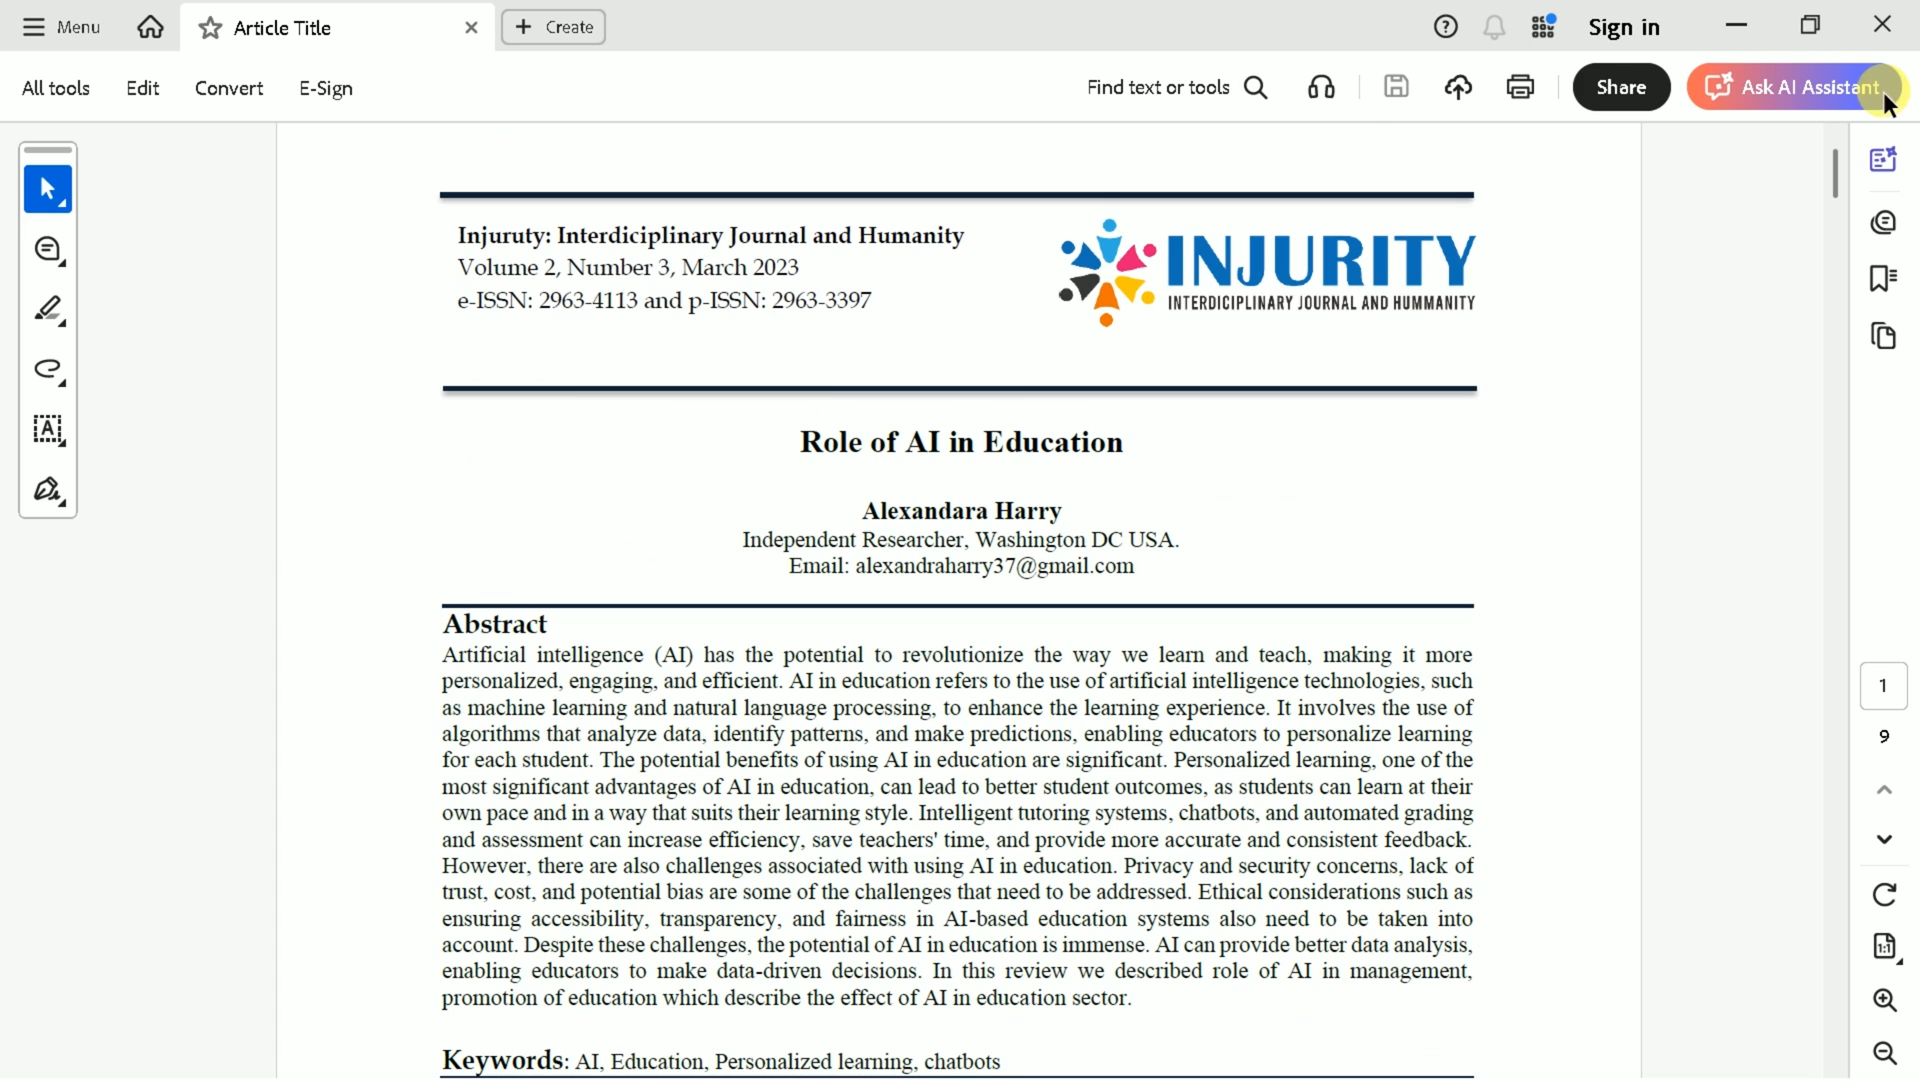 Menu
Article Title
Create
Sign in
All tools
Edit
Convert
E-Sign
Find text or tools
Share
Ask AI Assistant
Injuruty: Interdiciplinary Journal and Humanity
Volume 2, Number 3, March 2023
e-ISSN: 2963-4113 and p-ISSN: 2963-3397
INJURITY
INTERDICIPLINARY JOURNAL AND HUMMANITY
Role of AI in Education
Alexandara Harry
Independent Researcher, Washington DC USA.
Email: alexandraharry37@gmail.com
Abstract
Artificial intelligence (AI) has the potential to revolutionize the way we learn and teach, making it more
personalized, engaging, and efficient. AI in education refers to the use of artificial intelligence technologies, such
as machine learning and natural language processing, to enhance the learning experience. It involves the use of
algorithms that analyze data, identify patterns, and make predictions, enabling educators to personalize learning
for each student. The potential benefits of using AI in education are significant. Personalized learning, one of the
most significant advantages of AI in education, can lead to better student outcomes, as students can learn at their
own pace and in a way that suits their learning style. Intelligent tutoring systems, chatbots, and automated grading
and assessment can increase efficiency, save teachers' time, and provide more accurate and consistent feedback.
However, there are also challenges associated with using AI in education. Privacy and security concerns, lack of
trust, cost, and potential bias are some of the challenges that need to be addressed. Ethical considerations such as
ensuring accessibility, transparency, and fairness in AI-based education systems also need to be taken into
account. Despite these challenges, the potential of AI in education is immense. AI can provide better data analysis,
enabling educators to make data-driven decisions. In this review we described role of AI in management,
promotion of education which describe the effect of AI in education sector.
Keywords: AI, Education, Personalized learning, chatbots
1
9
1:1